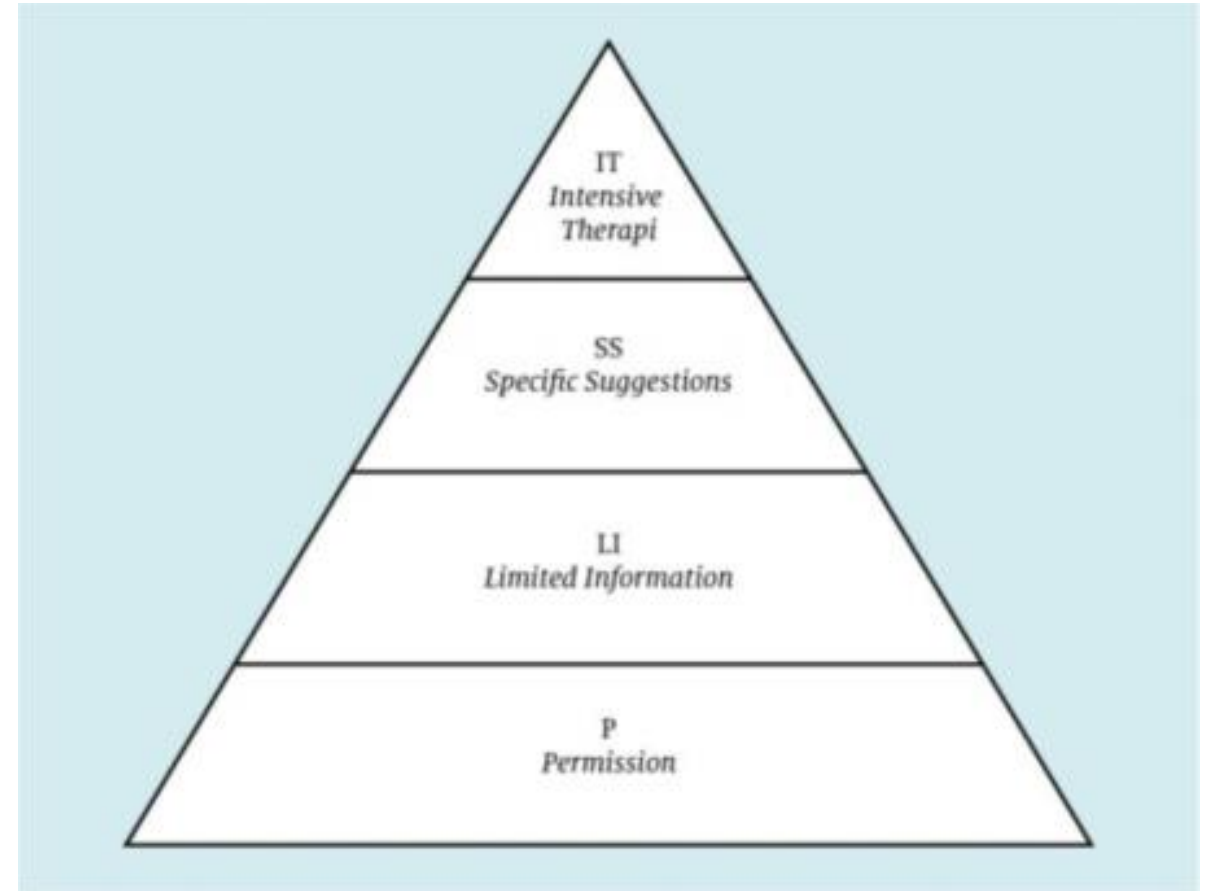 IT
Intensive
Therapi
SS
Specific Suggestions
LI
Limited Information
P
Permission